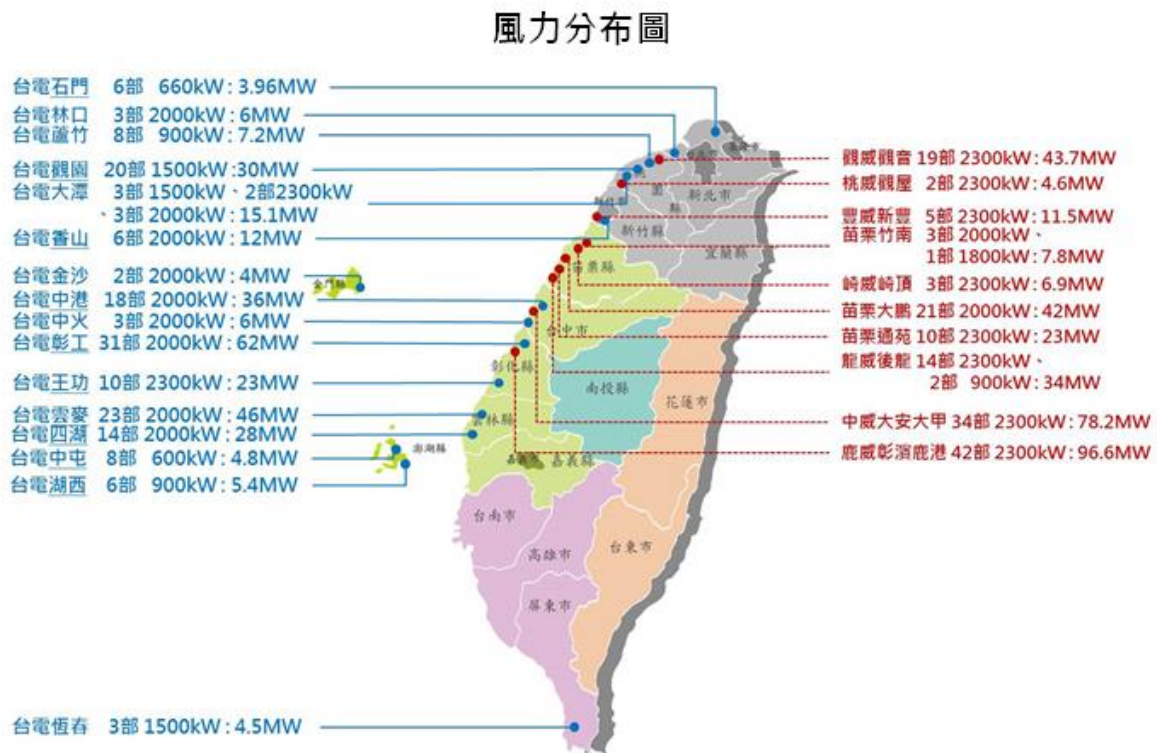 風力分布圖
台電石門 6部 660kW : 3.96MW
台電林口 3部 2000kW : 6MW
台電蘆竹 8部 900kW : 7.2MW
台電觀園 20部 1500kW : 30MW
台電大潭 3部 1500kW、2部2300kW
、3部 2000kW : 15.1MW
台電香山 6部 2000kW : 12MW
台電金沙 2部 2000kW : 4MW
台電中港 18部 2000kW : 36MW
台電中火 3部 2000kW : 6MW
台電彰工 31部 2000kW : 62MW
台電王功 10部 2300kW : 23MW
台電雲麥 23部 2000kW : 46MW
台電四湖 14部 2000kW : 28MW
台電中屯 8部 600kW : 4.8MW
台電湖西 6部 900kW : 5.4MW
台電恆春 3部 1500kW : 4.5MW
觀威觀音 19部 2300kW : 43.7MW
桃威觀屋 2部 2300kW : 4.6MW
豐威新豐 5部 2300kW : 11.5MW
苗栗竹南 3部 2000kW、
1部 1800kW : 7.8MW
崎威崎頂 3部 2300kW : 6.9MW
苗栗大鵬 21部 2000kW : 42MW
苗栗通苑 10部 2300kW : 23MW
龍威後龍 14部 2300kW、
2部 900kW : 34MW
中威大安大甲 34部 2300kW : 78.2MW
鹿威彰濱鹿港 42部 2300kW : 96.6MW
新北市
新竹縣
宜蘭縣
苗栗縣
金門縣
台中市
彰化縣
南投縣
花蓮市
雲林縣
澎湖縣
嘉義縣
台南市
高雄市
台東市
屏東市